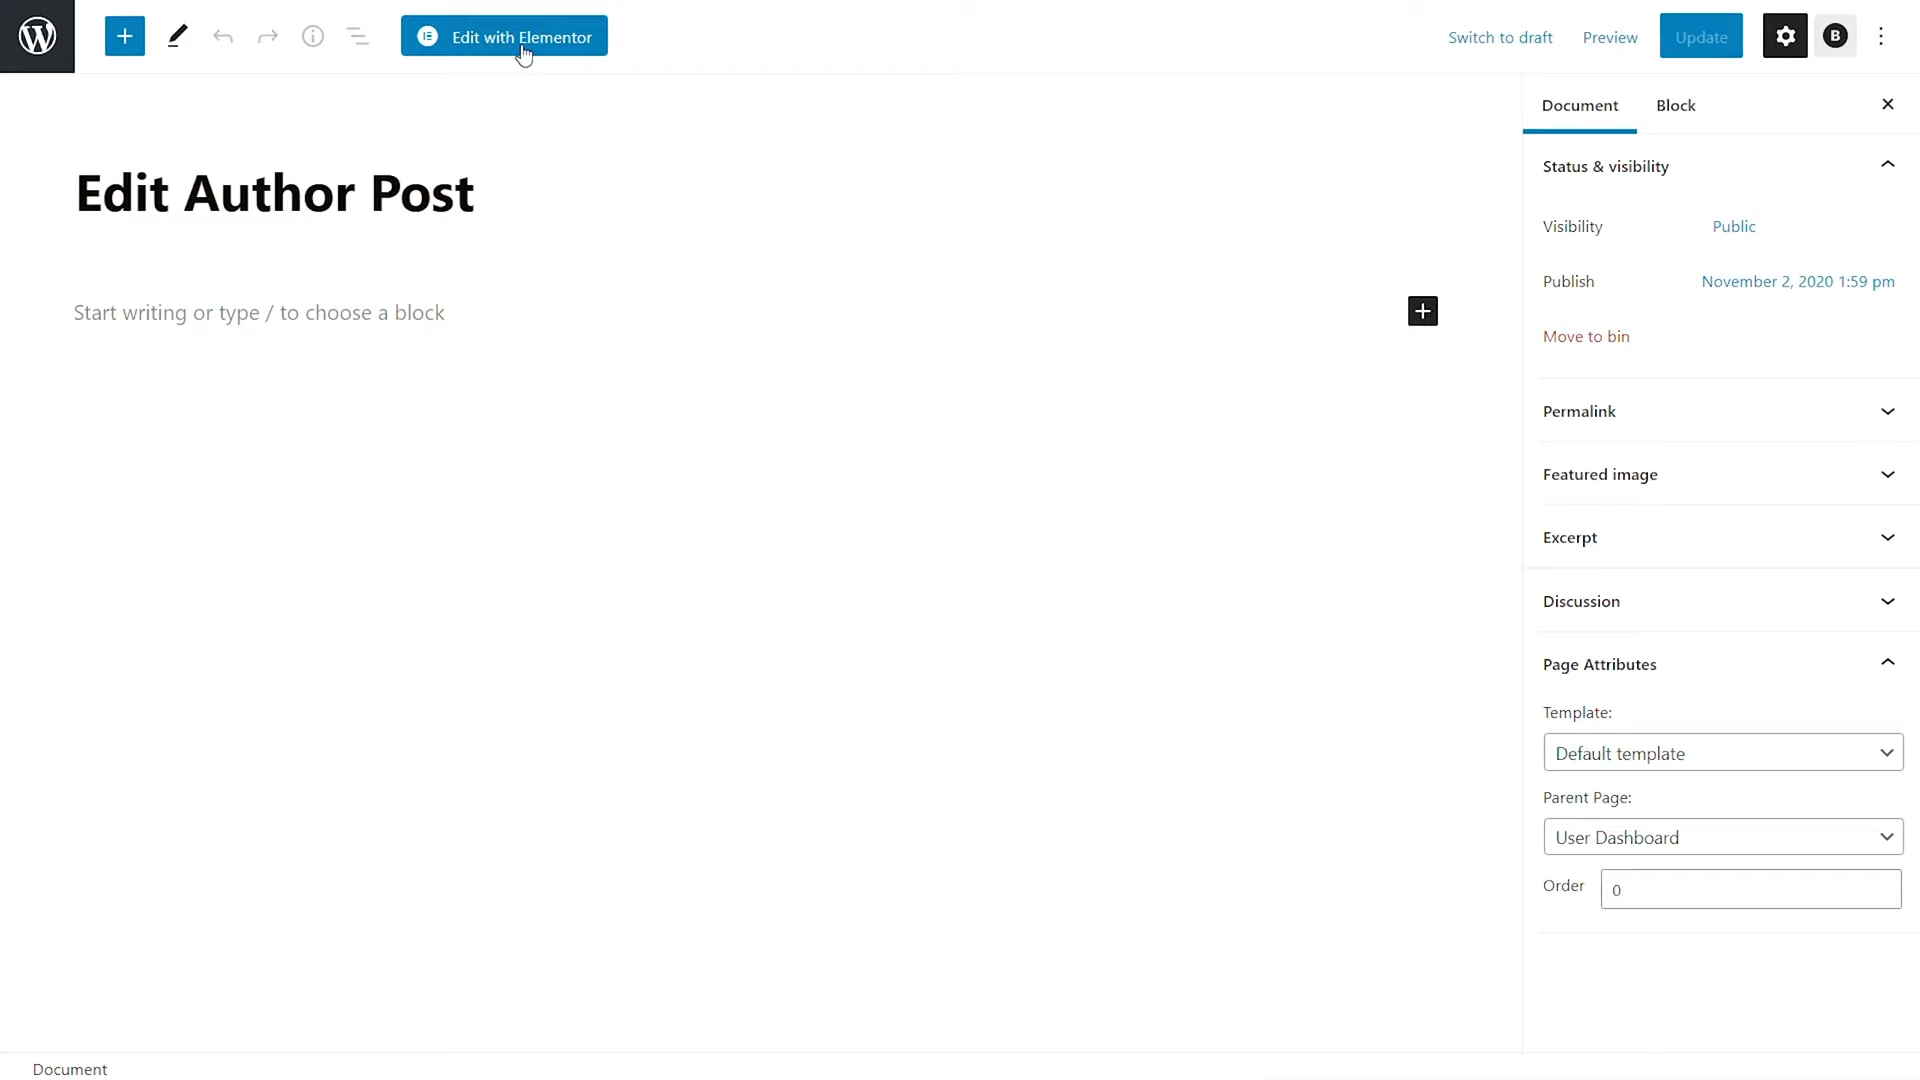 Edit with Elementor
Switch to draft
Preview
Update
B
Document
Block
Edit Author Post
Status & visibility
Visibility
Public
Start writing or type / to choose a block
Publish
November 2, 2020 1:59 pm
Move to bin
Permalink
Featured image
Excerpt
Discussion
Page Attributes
Template:
Default template
Parent Page:
User Dashboard
Order
0
Document